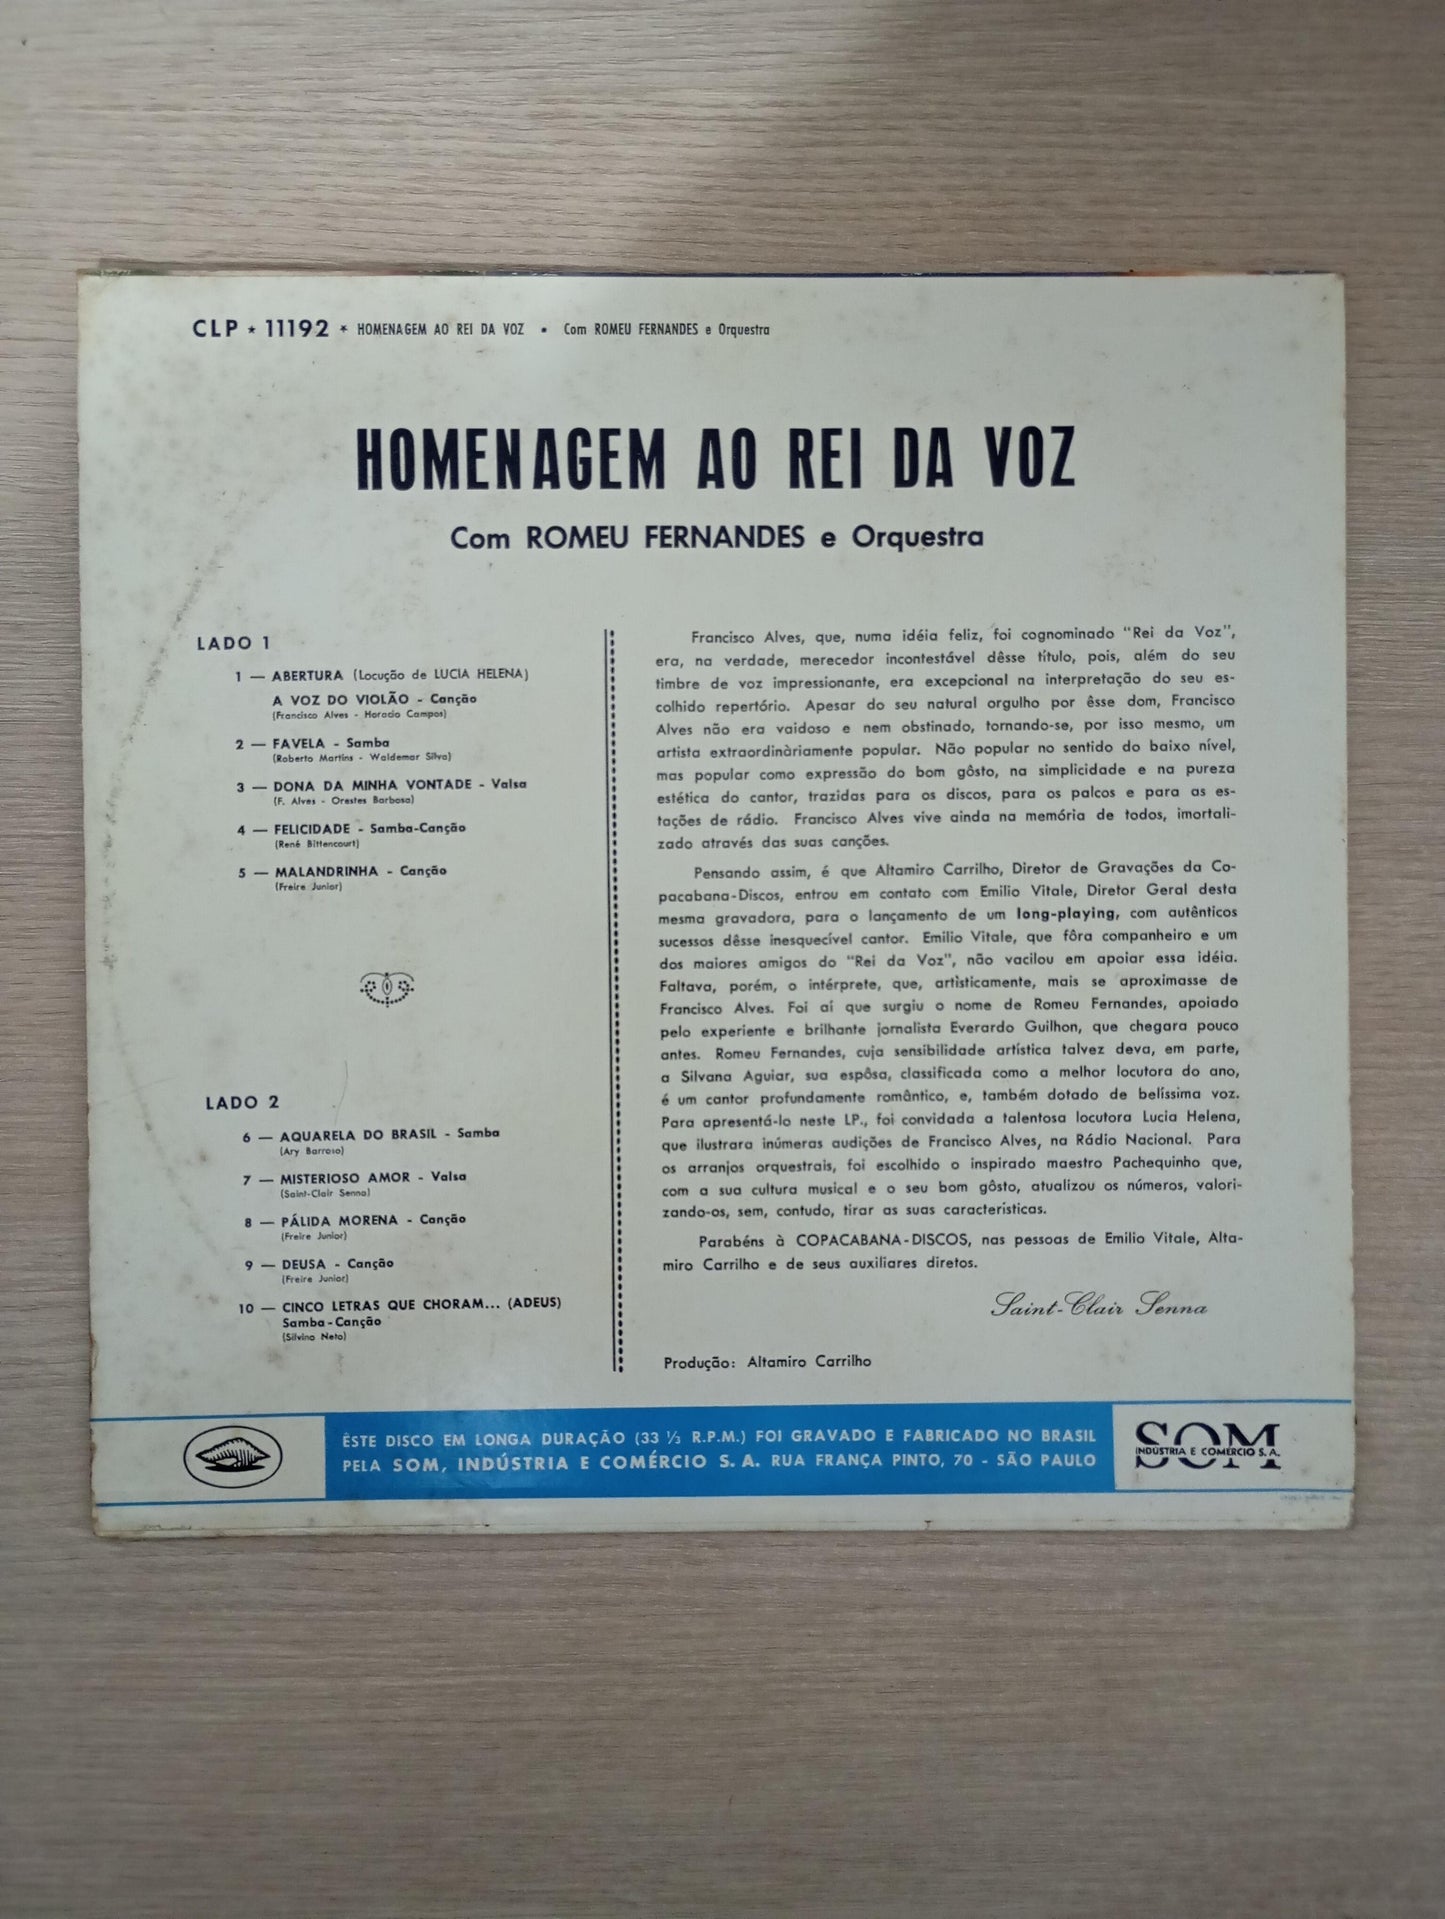 CLP ★ 11192 ★ HOMENAGEM AO REI DA VOZ • Com ROMEU FERNANDES e Orquestra
HOMENAGEM AO REI DA VOZ
Com ROMEU FERNANDES e Orquestra
LADO 1
1 — ABERTURA (Locução de LUCIA HELENA)
A VOZ DO VIOLÃO - Canção
(Francisco Alves - Horacio Campos)
2 — FAVELA - Samba
(Roberto Martins - Waldemar Silva)
3 — DONA DA MINHA VONTADE - Valsa
(F. Alves - Orestes Barbosa)
4 — FELICIDADE - Samba-Canção
(René Bittencourt)
5 — MALANDRINHA - Canção
(Freire Junior)
LADO 2
6 — AQUARELA DO BRASIL - Samba
(Ary Barroso)
7 — MISTERIOSO AMOR - Valsa
(Saint-Clair Senna)
8 — PÁLIDA MORENA - Canção
(Freire Junior)
9 — DEUSA - Canção
(Freire Junior)
10 — CINCO LETRAS QUE CHORAM... (ADEUS)
Samba-Canção
(Silvino Neto)
Francisco Alves, que, numa idéia feliz, foi cognominado "Rei da Voz",
era, na verdade, merecedor incontestável dêsse título, pois, além do seu
timbre de voz impressionante, era excepcional na interpretação do seu es-
colhido repertório. Apesar do seu natural orgulho por êsse dom, Francisco
Alves não era vaidoso e nem obstinado, tornando-se, por isso mesmo, um
artista extraordinàriamente popular. Não popular no sentido do baixo nível,
mas popular como expressão do bom gôsto, na simplicidade e na pureza
estética do cantor, trazidas para os discos, para os palcos e para as es-
tações de rádio. Francisco Alves vive ainda na memória de todos, imortali-
zado através das suas canções.
Pensando assim, é que Altamiro Carrilho, Diretor de Gravações da Co-
pacabana-Discos, entrou em contato com Emilio Vitale, Diretor Geral desta
mesma gravadora, para o lançamento de um long-playing, com autênticos
sucessos dêsse inesquecível cantor. Emilio Vitale, que fôra companheiro e um
dos maiores amigos do "Rei da Voz", não vacilou em apoiar essa idéia.
Faltava, porém, o intérprete, que, artìsticamente, mais se aproximasse de
Francisco Alves. Foi aí que surgiu o nome de Romeu Fernandes, apoiado
pelo experiente e brilhante jornalista Everardo Guilhon, que chegara pouco
antes. Romeu Fernandes, cuja sensibilidade artística talvez deva, em parte,
a Silvana Aguiar, sua espôsa, classificada como a melhor locutora do ano,
é um cantor profundamente romântico, e, também dotado de belíssima voz.
Para apresentá-lo neste LP., foi convidada a talentosa locutora Lucia Helena,
que ilustrara inúmeras audições de Francisco Alves, na Rádio Nacional. Para
os arranjos orquestrais, foi escolhido o inspirado maestro Pachequinho que,
com a sua cultura musical e o seu bom gôsto, atualizou os números, valori-
zando-os, sem, contudo, tirar as suas características.
Parabéns à COPACABANA-DISCOS, nas pessoas de Emilio Vitale, Alta-
miro Carrilho e de seus auxiliares diretos.
Saint-Clair Senna
Produção: Altamiro Carrilho
ÊSTE DISCO EM LONGA DURAÇÃO (33 ⅓ R.P.M.) FOI GRAVADO E FABRICADO NO BRASIL
PELA SOM, INDÚSTRIA E COMÉRCIO S. A. RUA FRANÇA PINTO, 70 - SÃO PAULO
SOM
INDÚSTRIA E COMÉRCIO S. A.